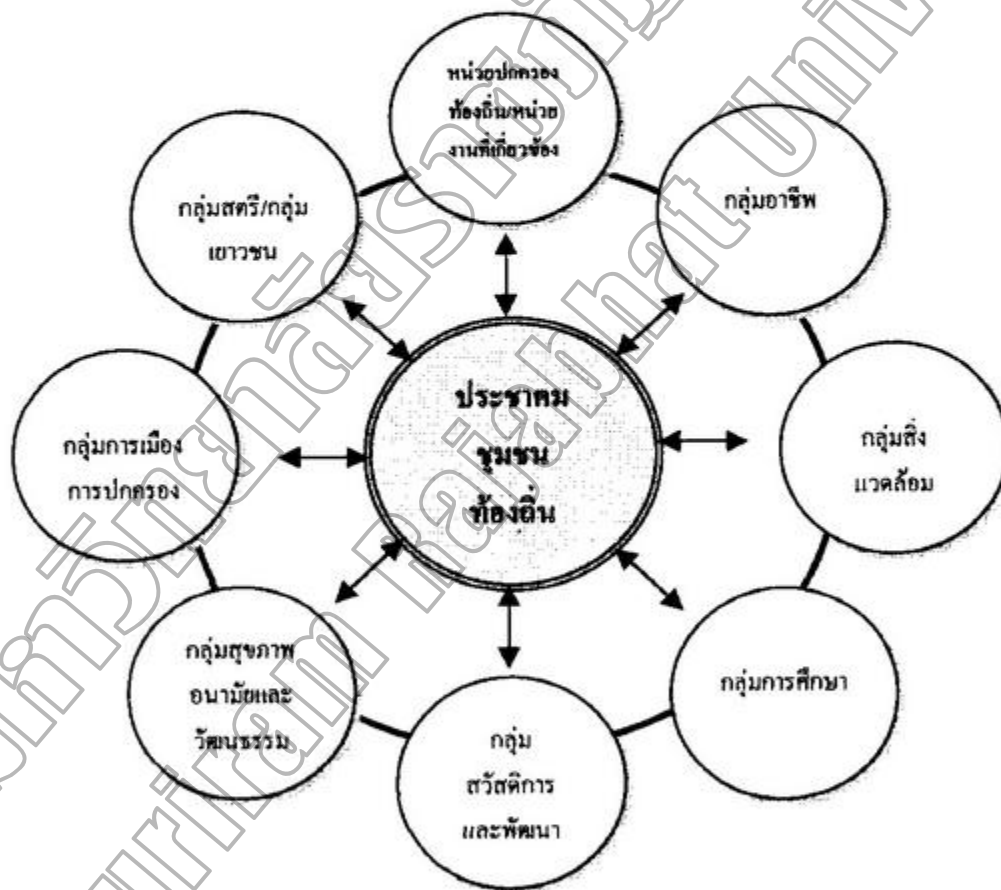 หน่วยปกครอง
ท้องถิ่น/หน่วย
งานที่เกี่ยวข้อง
กลุ่มสตรี/กลุ่ม
เยาวชน
กลุ่มอาชีพ
ประชาคม
ชุมชน
ท้องถิ่น
กลุ่มการเมือง
การปกครอง
กลุ่มสิ่ง
แวดล้อม
กลุ่มสุขภาพ
อนามัยและ
วัฒนธรรม
กลุ่มการศึกษา
กลุ่ม
สวัสดิการ
และพัฒนา
Rajabhat